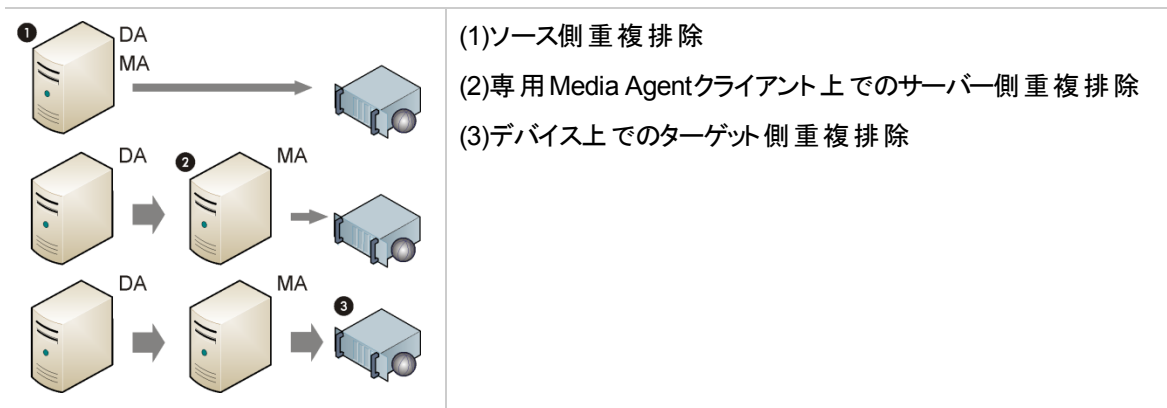 ❶ DA
MA
DA ❷ MA
DA MA
❸
(1)ソース側重複排除
(2)専用Media Agentクライアント上でのサーバー側重複排除
(3)デバイス上でのターゲット側重複排除